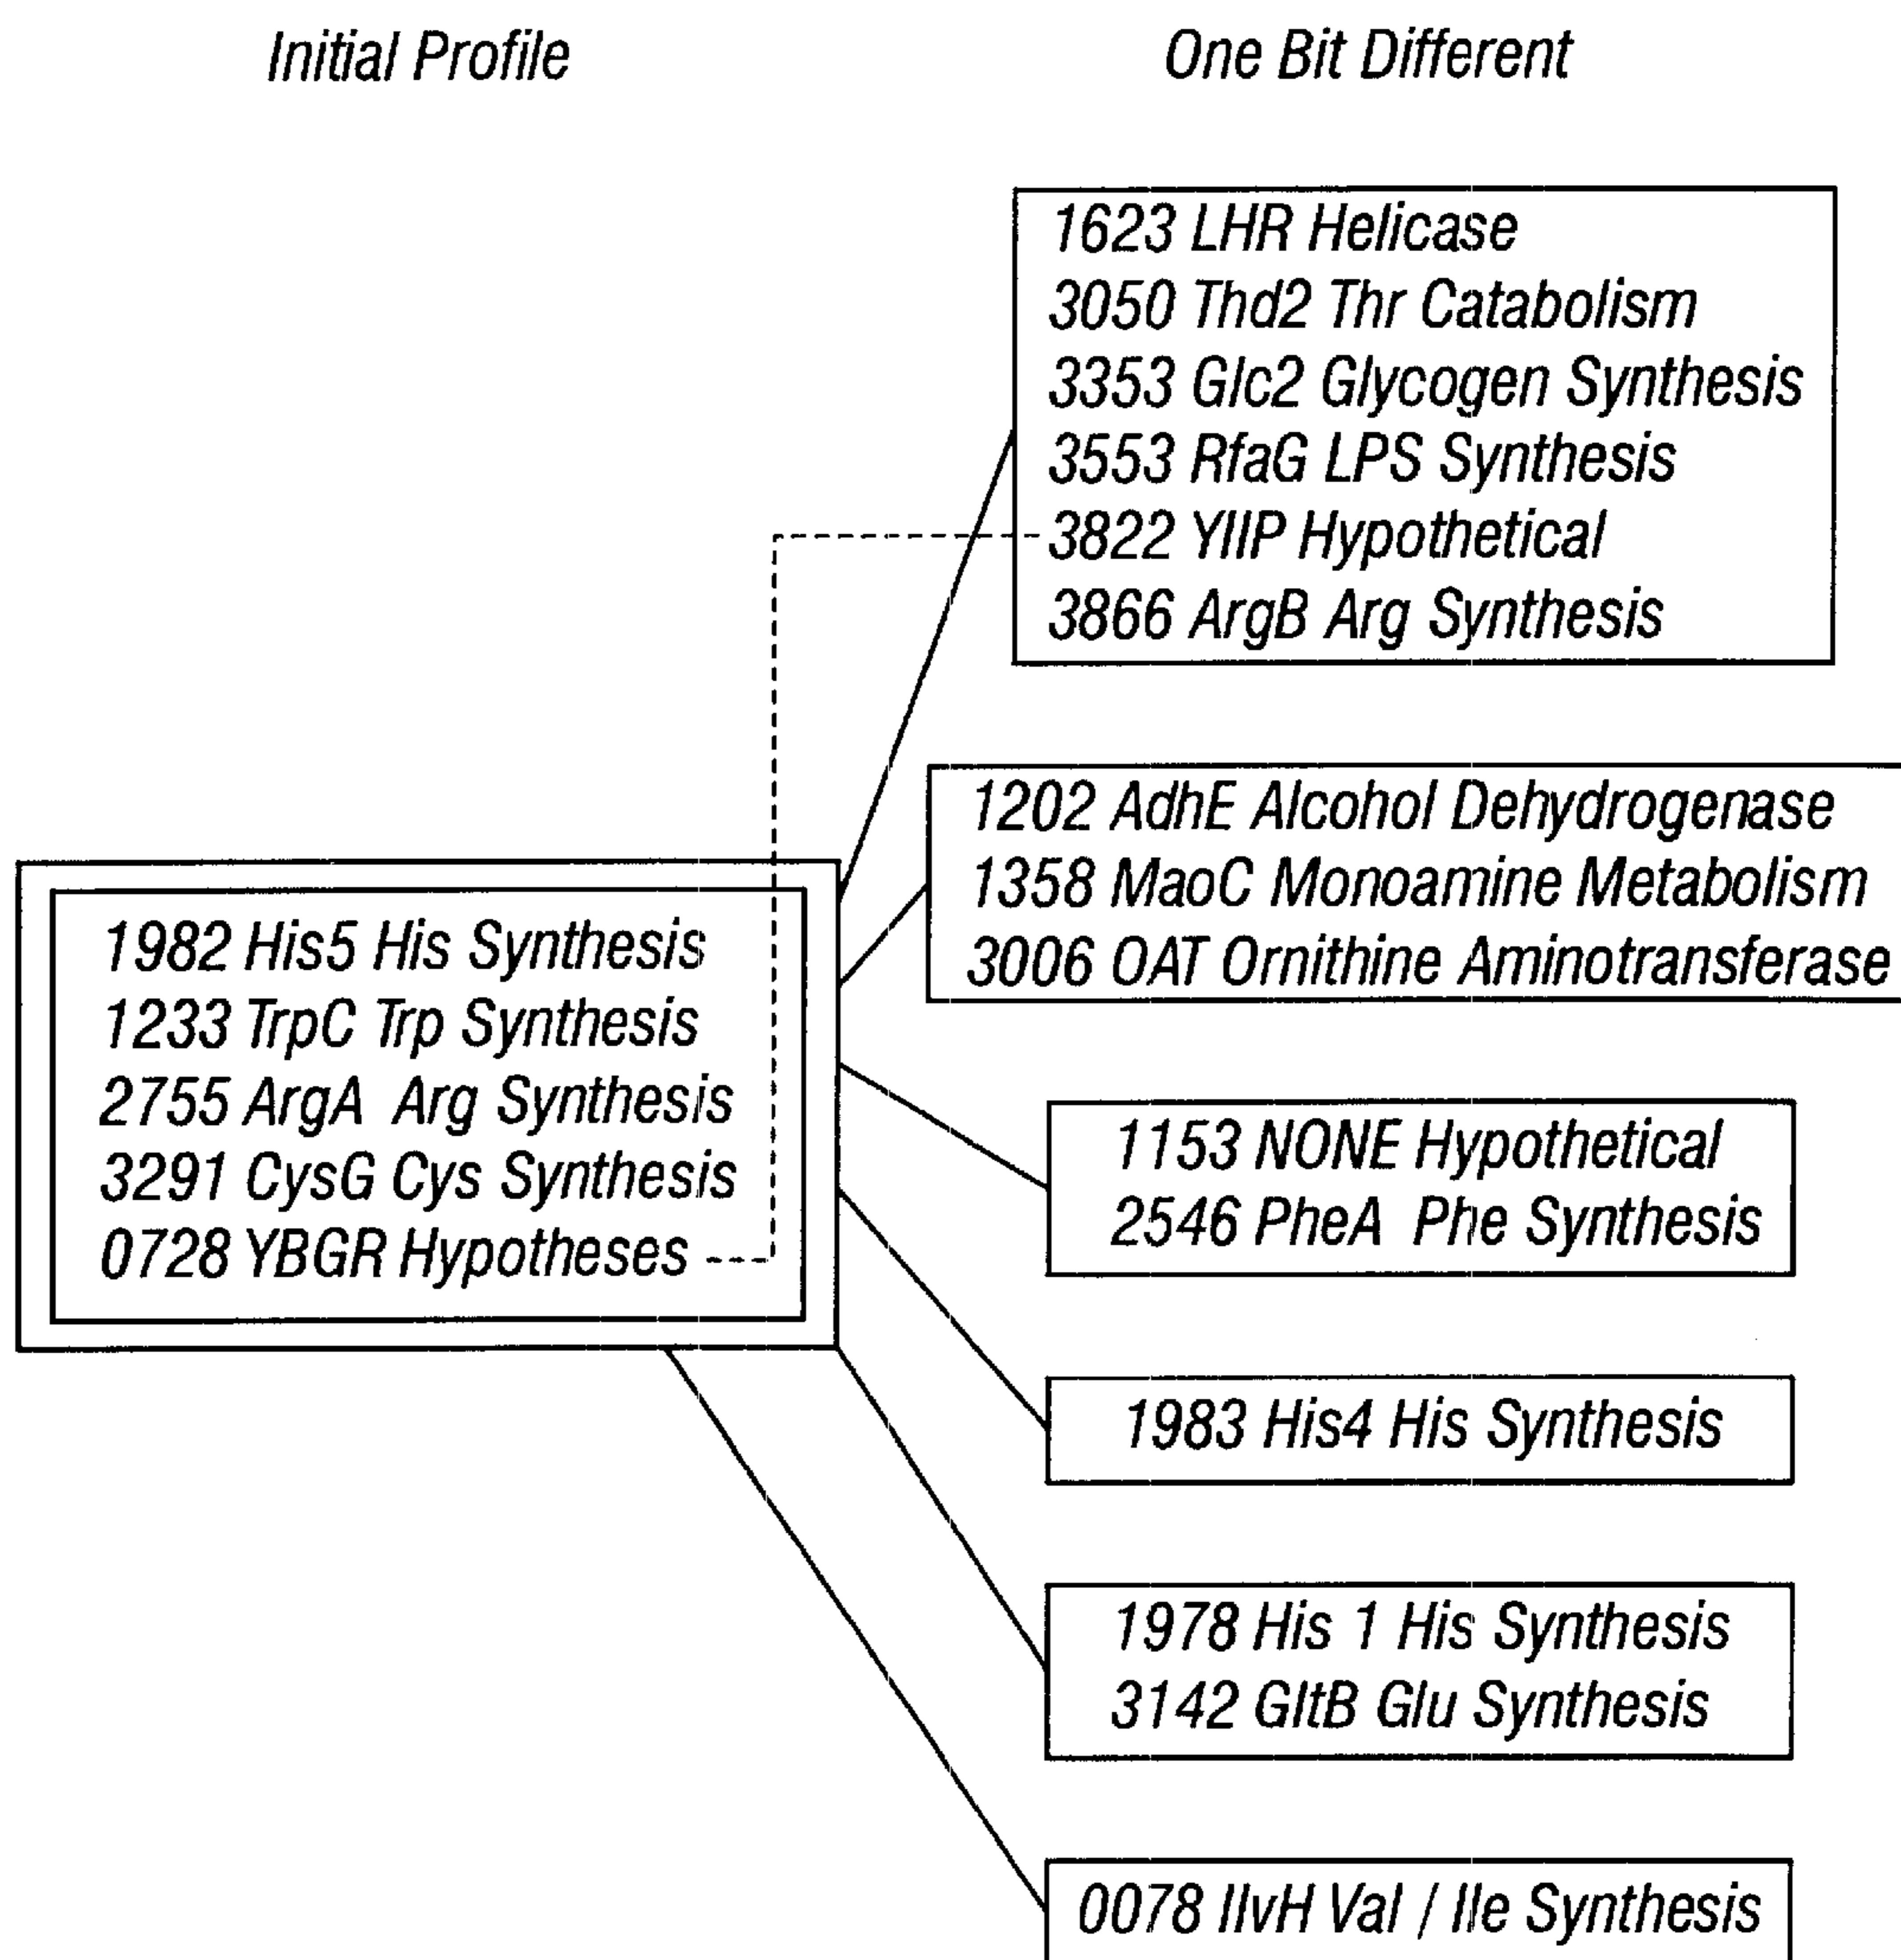 Initial Profile
One Bit Different
1623 LHR Helicase
3050 Thd2 Thr Catabolism
3353 Glc2 Glycogen Synthesis
3553 RfaG LPS Synthesis
3822 YIIP Hypothetical
3866 ArgB Arg Synthesis
1202 AdhE Alcohol Dehydrogenase
1358 MaoC Monoamine Metabolism
3006 OAT Ornithine Aminotransferase
1982 His5 His Synthesis
1233 TrpC Trp Synthesis
2755 ArgA Arg Synthesis
3291 CysG Cys Synthesis
0728 YBGR Hypotheses
1153 NONE Hypothetical
2546 PheA Phe Synthesis
1983 His4 His Synthesis
1978 His 1 His Synthesis
3142 GltB Glu Synthesis
0078 IlvH Val / Ile Synthesis